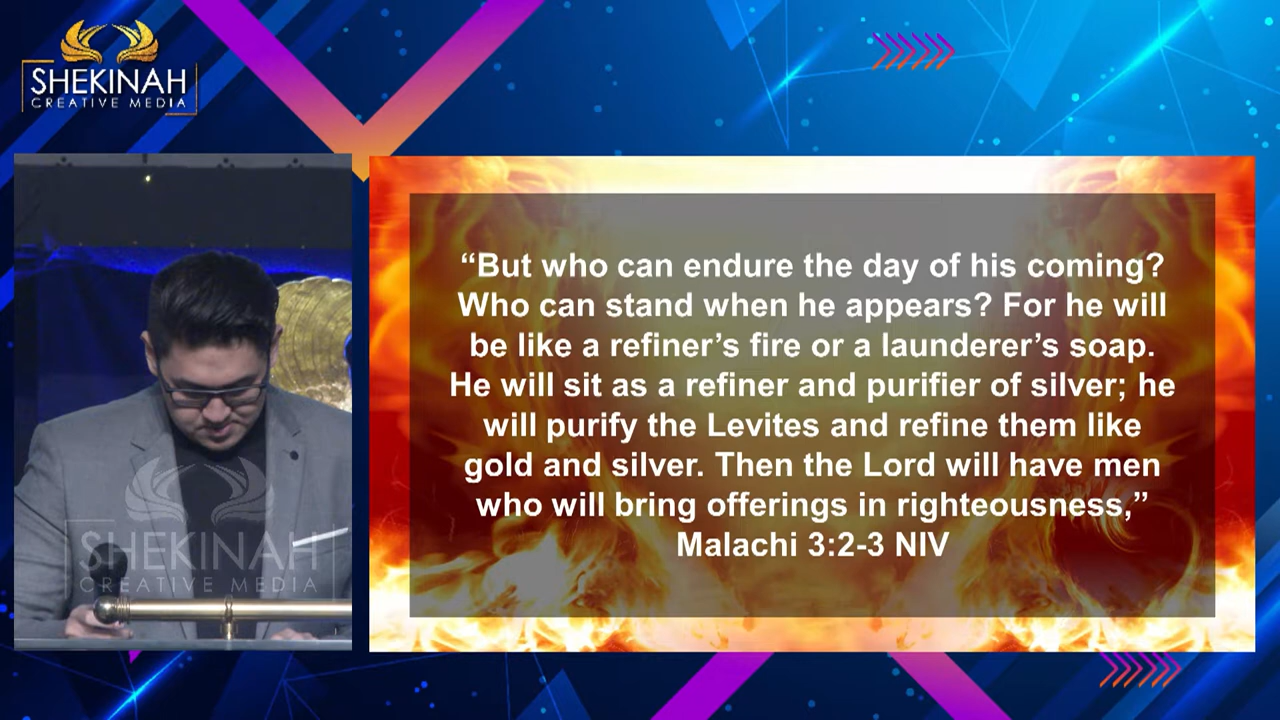 SHEKINAH
CREATIVE MEDIA
“But who can endure the day of his coming?
Who can stand when he appears? For he will
be like a refiner’s fire or a launderer’s soap.
He will sit as a refiner and purifier of silver; he
will purify the Levites and refine them like
gold and silver. Then the Lord will have men
who will bring offerings in righteousness,”
Malachi 3:2-3 NIV
SHEKINAH
CREATIVE MEDIA